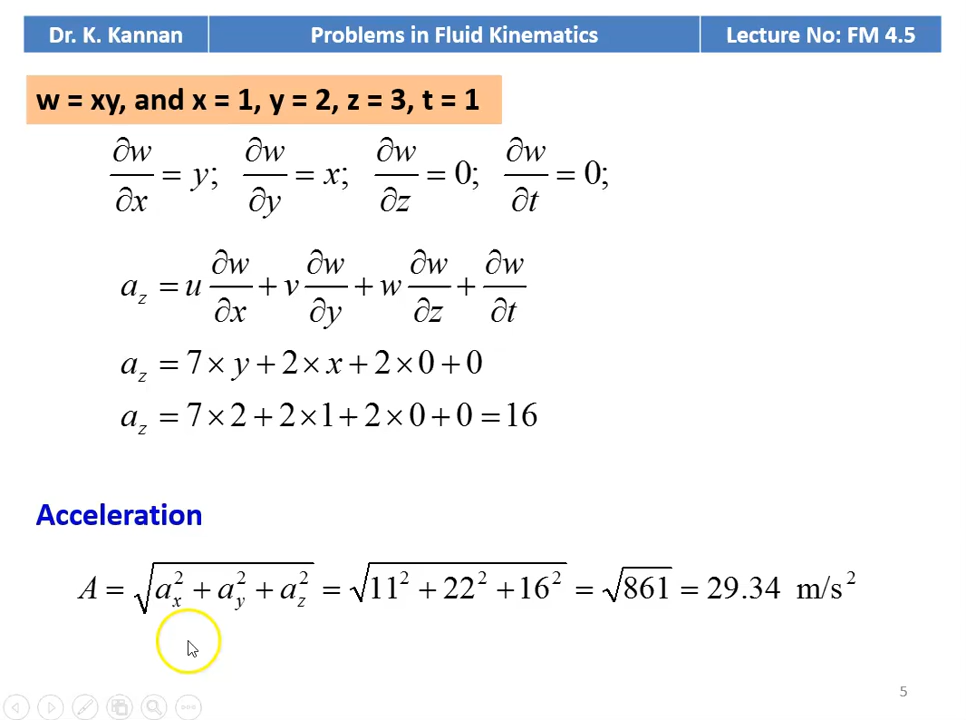 Dr. K. Kannan Problems in Fluid Kinematics Lecture No: FM 4.5
w = xy, and x = 1, y = 2, z = 3, t = 1
∂w/∂x = y; ∂w/∂y = x; ∂w/∂z = 0; ∂w/∂t = 0;
a_z = u ∂w/∂x + v ∂w/∂y + w ∂w/∂z + ∂w/∂t
a_z = 7 × y + 2 × x + 2 × 0 + 0
a_z = 7 × 2 + 2 × 1 + 2 × 0 + 0 = 16
Acceleration
A = √(a_x² + a_y² + a_z²) = √(11² + 22² + 16²) = √861 = 29.34 m/s²
5